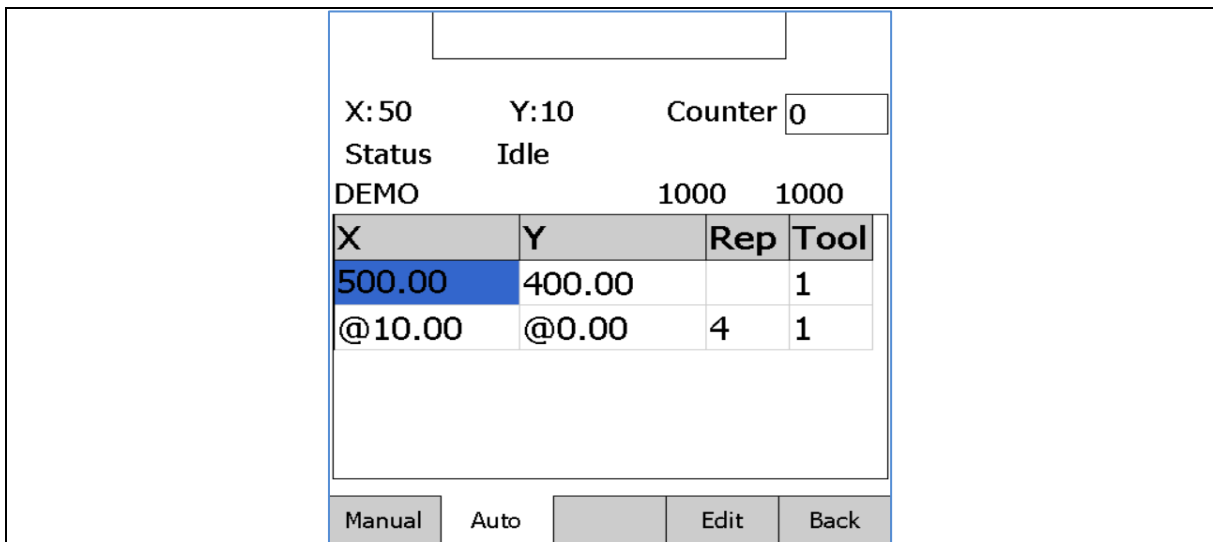 X:50 Y:10 Counter 0
Status Idle
DEMO 1000 1000
X Y Rep Tool
500.00 400.00 1
@10.00 @0.00 4 1
Manual Auto Edit Back